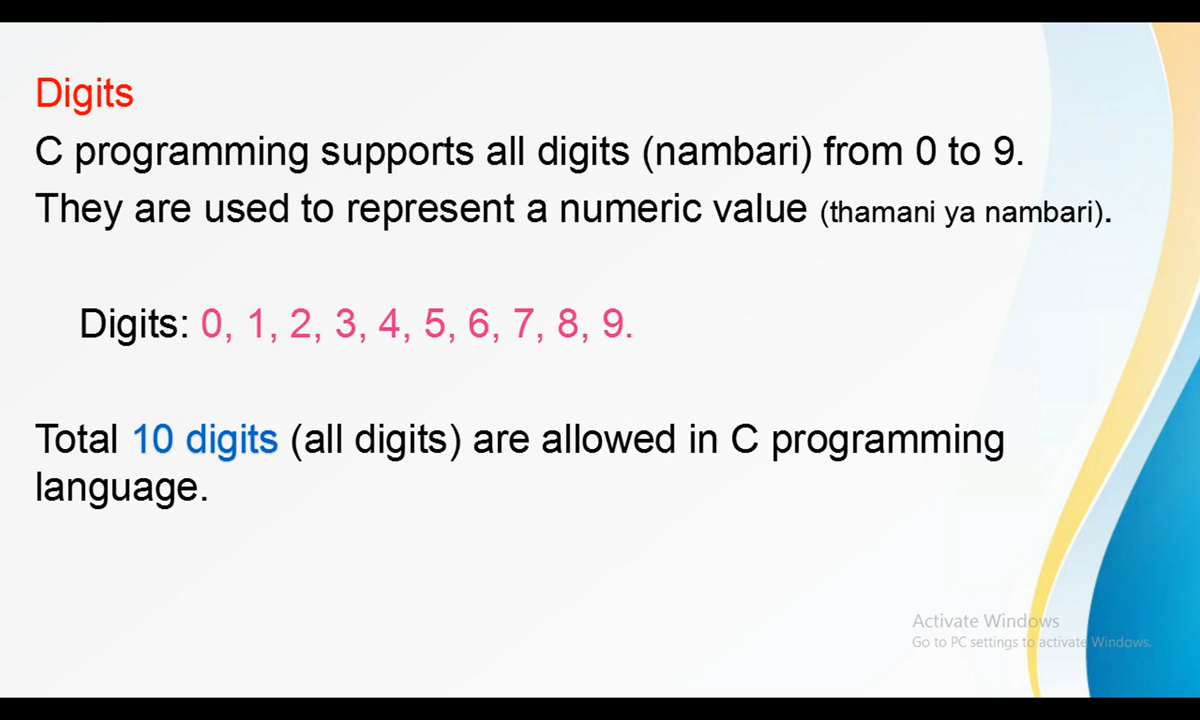 Digits
C programming supports all digits (nambari) from 0 to 9.
They are used to represent a numeric value (thamani ya nambari).
Digits: 0, 1, 2, 3, 4, 5, 6, 7, 8, 9.
Total 10 digits (all digits) are allowed in C programming
language.
Activate Windows
Go to PC settings to activate Windows.